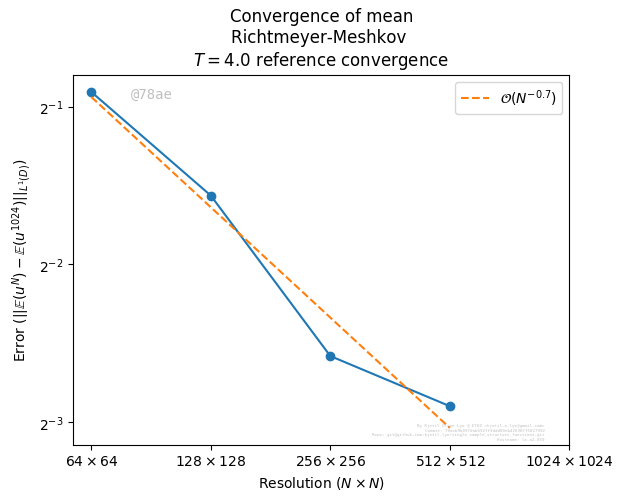 Convergence of mean
Richtmeyer-Meshkov
T = 4.0 reference convergence
@78ae
O(N^{-0.7})
2^{-1}
2^{-2}
2^{-3}
Error (||𝔼(u^N) − 𝔼(u^{1024})||_{L^1(D)})
64 × 64
128 × 128
256 × 256
512 × 512
1024 × 1024
Resolution (N × N)